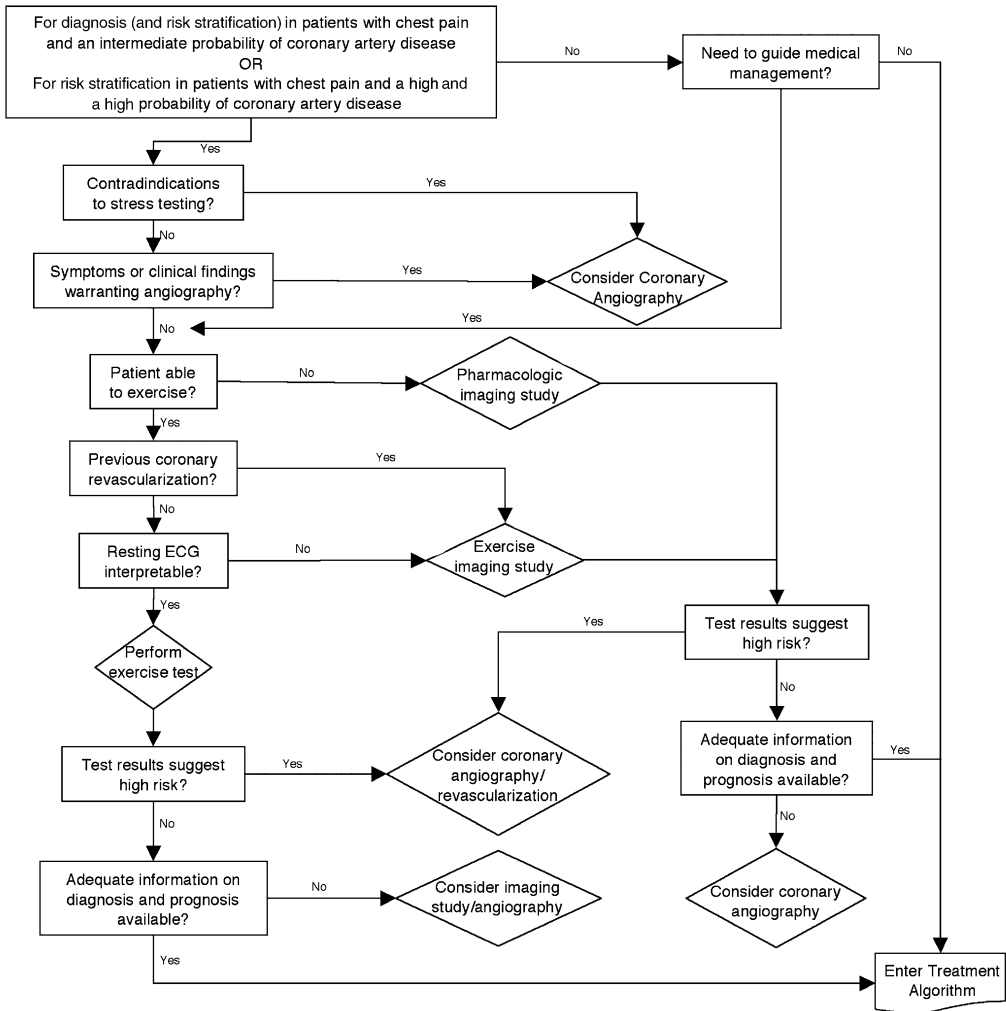 For diagnosis (and risk stratification) in patients with chest pain
and an intermediate probability of coronary artery disease
OR
For risk stratification in patients with chest pain and a high and
a high probability of coronary artery disease
No
Need to guide medical
management?
No
Yes
Contradindications
to stress testing?
Yes
No
Symptoms or clinical findings
warranting angiography?
Yes
Consider Coronary
Angiography
No
Yes
Patient able
to exercise?
No
Pharmacologic
imaging study
Yes
Previous coronary
revascularization?
Yes
No
Resting ECG
interpretable?
No
Exercise
imaging study
Yes
Perform
exercise test
Yes
Test results suggest
high risk?
No
Test results suggest
high risk?
Yes
Consider coronary
angiography/
revascularization
Adequate information
on diagnosis and
prognosis available?
Yes
No
No
Adequate information on
diagnosis and prognosis
available?
No
Consider imaging
study/angiography
Consider coronary
angiography
Yes
Enter Treatment
Algorithm